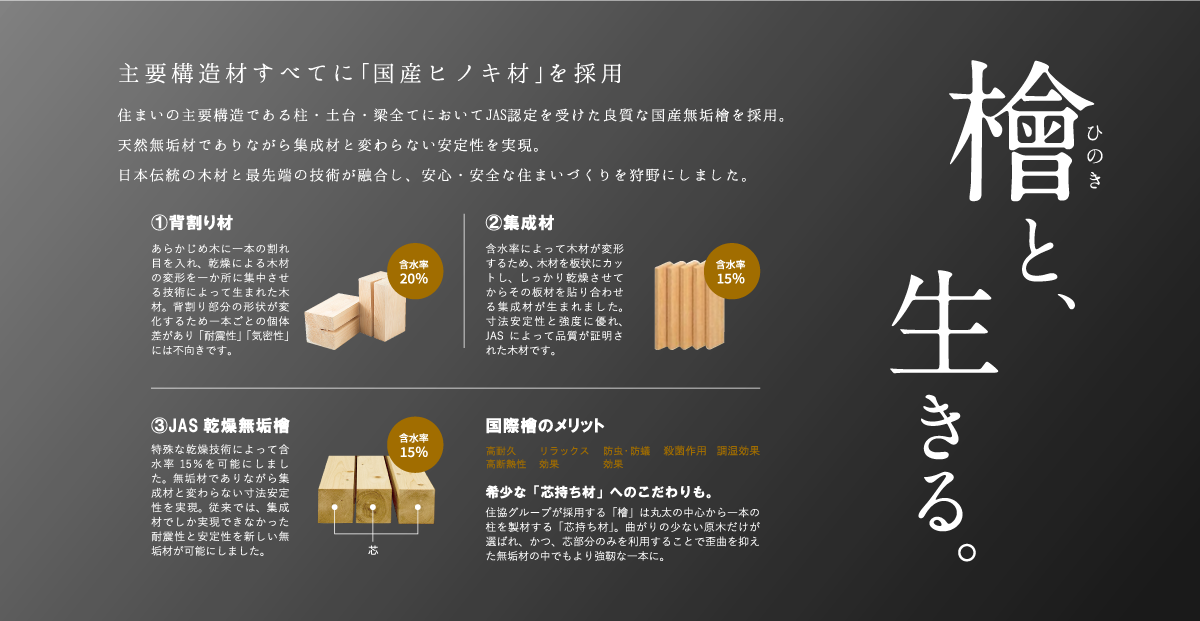 主要構造材すべてに「国産ヒノキ材」を採用
住まいの主要構造である柱・土台・梁全てにおいてJAS認定を受けた良質な国産無垢檜を採用。
天然無垢材でありながら集成材と変わらない安定性を実現。
日本伝統の木材と最先端の技術が融合し、安心・安全な住まいづくりを狩野にしました。
檜
ひのき
と、
生
きる。
①背割り材
あらかじめ木に一本の割れ
目を入れ、乾燥による木材
の変形を一か所に集中させ
る技術によって生まれた木
材。背割り部分の形状が変
化するため一本ごとの個体
差があり「耐震性」「気密性」
には不向きです。
含水率
20%
②集成材
含水率によって木材が変形
するため、木材を板状にカッ
トし、しっかり乾燥させて
からその板材を貼り合わせ
る集成材が生まれました。
寸法安定性と強度に優れ、
JAS によって品質が証明さ
れた木材です。
含水率
15%
③JAS 乾燥無垢檜
特殊な乾燥技術によって含
水率 15%を可能にしまし
た。無垢材でありながら集
成材と変わらない寸法安定
性を実現。従来では、集成
材でしか実現できなかった
耐震性と安定性を新しい無
垢材が可能にしました。
含水率
15%
芯
国際檜のメリット
高耐久 リラックス 防虫・防蟻 殺菌作用 調湿効果
高断熱性 効果 効果
希少な「芯持ち材」へのこだわりも。
住協グループが採用する「檜」は丸太の中心から一本の
柱を製材する「芯持ち材」。曲がりの少ない原木だけが
選ばれ、かつ、芯部分のみを利用することで歪曲を抑え
た無垢材の中でもより強靭な一本に。